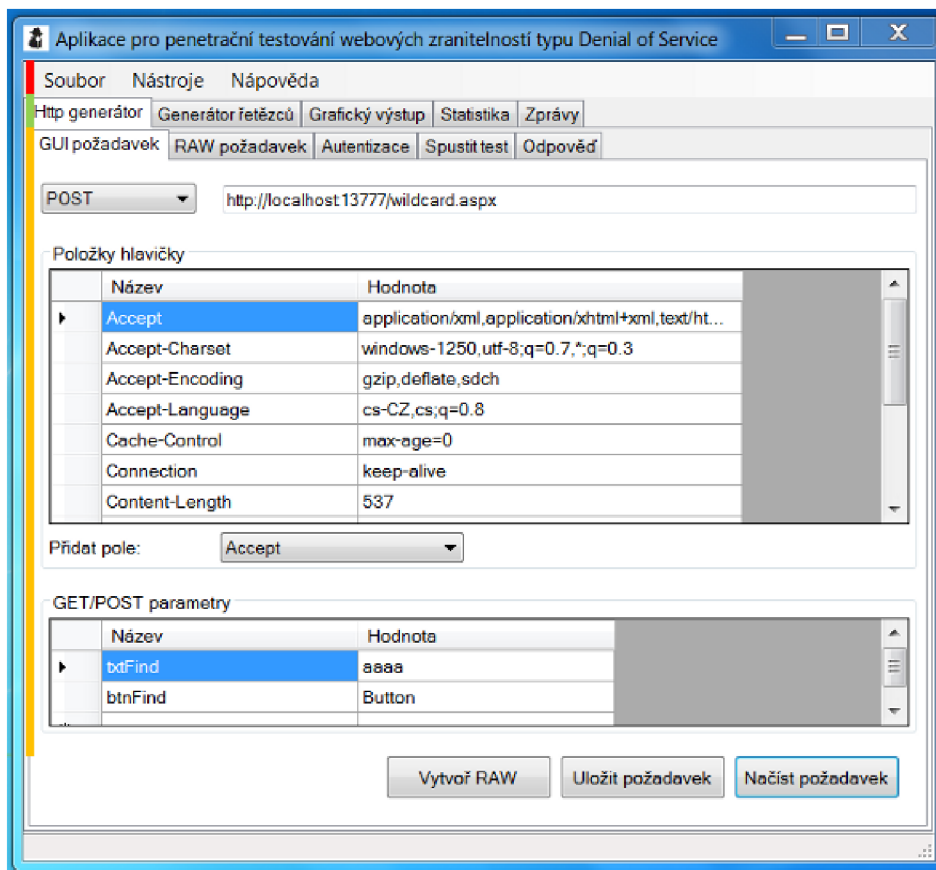 Aplikace pro penetrační testování webových zranitelností typu Denial of Service
Soubor Nástroje Nápověda
Http generátor Generátor řetězců Grafický výstup Statistika Zprávy
GUI požadavek RAW požadavek Autentizace Spustit test Odpověď
POST http://localhost:13777/wildcard.aspx
Položky hlavičky
Název Hodnota
Accept application/xml,application/xhtml+xml,text/ht...
Accept-Charset windows-1250,utf-8;q=0.7,*;q=0.3
Accept-Encoding gzip,deflate,sdch
Accept-Language cs-CZ,cs;q=0.8
Cache-Control max-age=0
Connection keep-alive
Content-Length 537
Přidat pole: Accept
GET/POST parametry
Název Hodnota
txtFind aaaa
btnFind Button
Vytvoř RAW Uložit požadavek Načíst požadavek